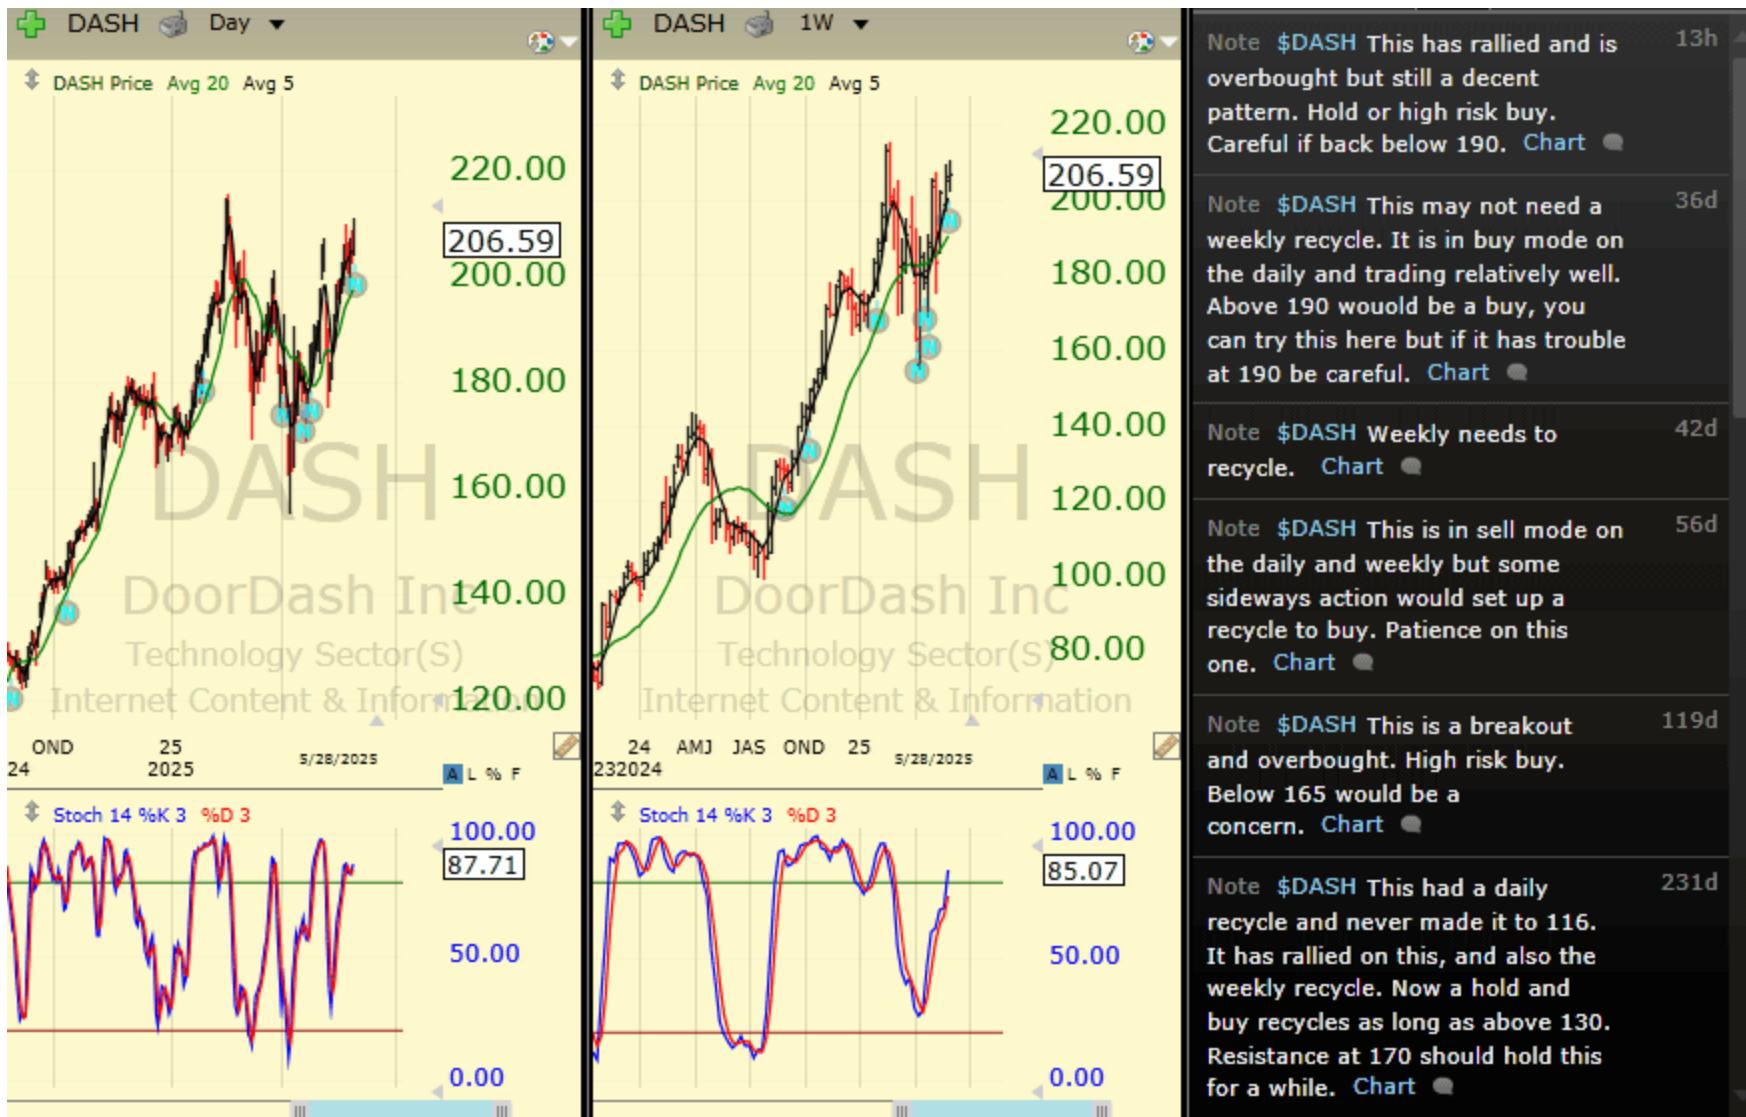 DASH Day
DASH Price Avg 20 Avg 5
220.00
206.59
200.00
180.00
160.00
140.00
120.00
DASH
DoorDash Inc
Technology Sector(S)
Internet Content & Information
OND 25
24 2025 5/28/2025
A L % F
Stoch 14 %K 3 %D 3
100.00
87.71
50.00
0.00
N
N
N
N
N
N
N
DASH 1W
DASH Price Avg 20 Avg 5
220.00
206.59
200.00
180.00
160.00
140.00
120.00
100.00
80.00
DASH
DoorDash Inc
Technology Sector(S)
Internet Content & Information
24 AMJ JAS OND 25
232024 5/28/2025
A L % F
Stoch 14 %K 3 %D 3
100.00
85.07
50.00
0.00
N
N
N
N
N
N
N
Note $DASH This has rallied and is 13h
overbought but still a decent
pattern. Hold or high risk buy.
Careful if back below 190. Chart
Note $DASH This may not need a 36d
weekly recycle. It is in buy mode on
the daily and trading relatively well.
Above 190 wouold be a buy, you
can try this here but if it has trouble
at 190 be careful. Chart
Note $DASH Weekly needs to 42d
recycle. Chart
Note $DASH This is in sell mode on 56d
the daily and weekly but some
sideways action would set up a
recycle to buy. Patience on this
one. Chart
Note $DASH This is a breakout 119d
and overbought. High risk buy.
Below 165 would be a
concern. Chart
Note $DASH This had a daily 231d
recycle and never made it to 116.
It has rallied on this, and also the
weekly recycle. Now a hold and
buy recycles as long as above 130.
Resistance at 170 should hold this
for a while. Chart